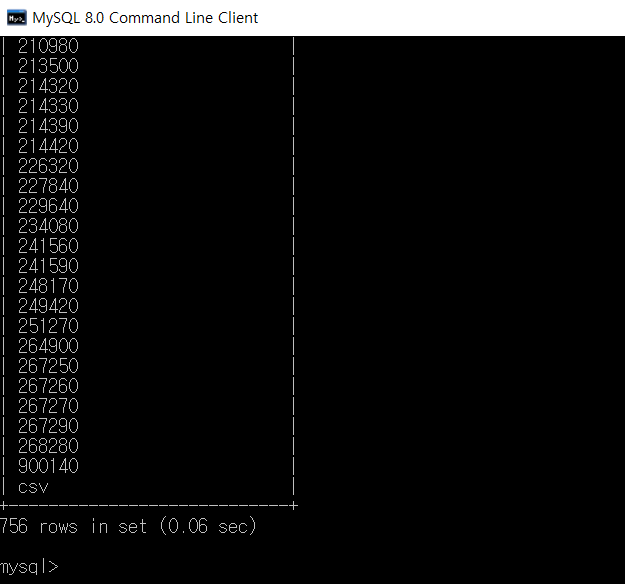 MySQL 8.0 Command Line Client
| 210980 |
| 213500 |
| 214320 |
| 214330 |
| 214390 |
| 214420 |
| 226320 |
| 227840 |
| 229640 |
| 234080 |
| 241560 |
| 241590 |
| 248170 |
| 249420 |
| 251270 |
| 264900 |
| 267250 |
| 267260 |
| 267270 |
| 267290 |
| 268280 |
| 900140 |
| csv |
+----------------------------+
756 rows in set (0.06 sec)
mysql>